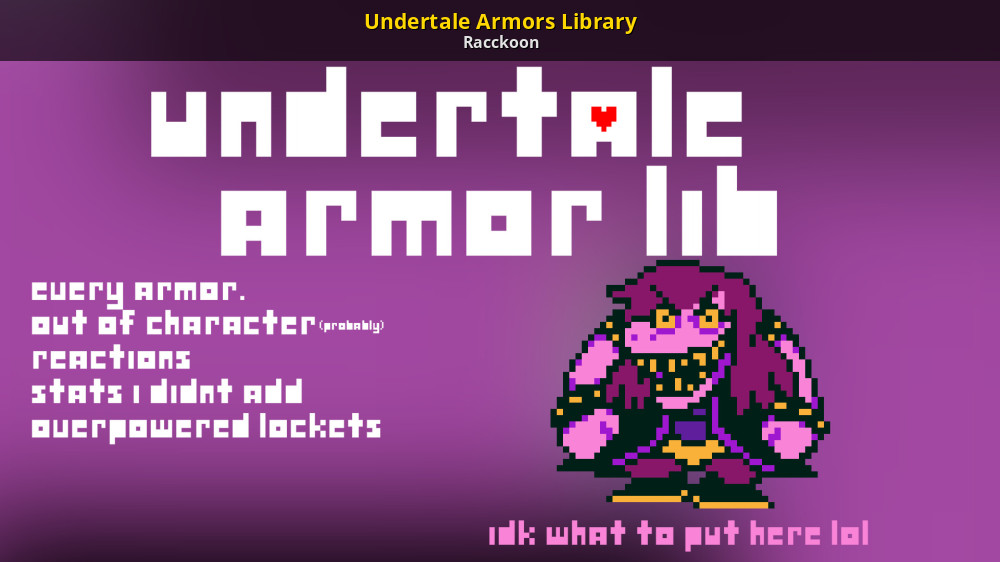 Undertale Armors Library
Racckoon
undertale
armor lib
every armor.
out of character(probably)
reactions
stats i didnt add
overpowered lockets
idk what to put here lol